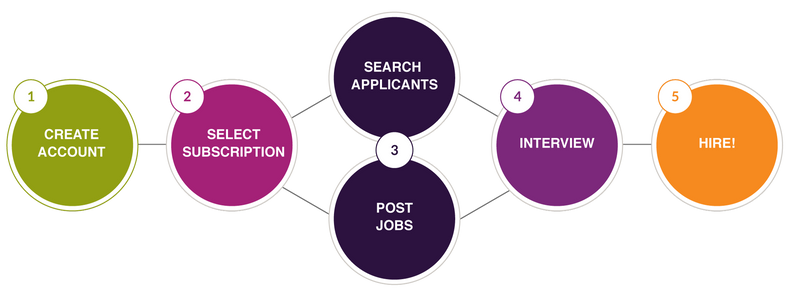 1
CREATE
ACCOUNT
2
SELECT
SUBSCRIPTION
SEARCH
APPLICANTS
3
POST
JOBS
4
INTERVIEW
5
HIRE!